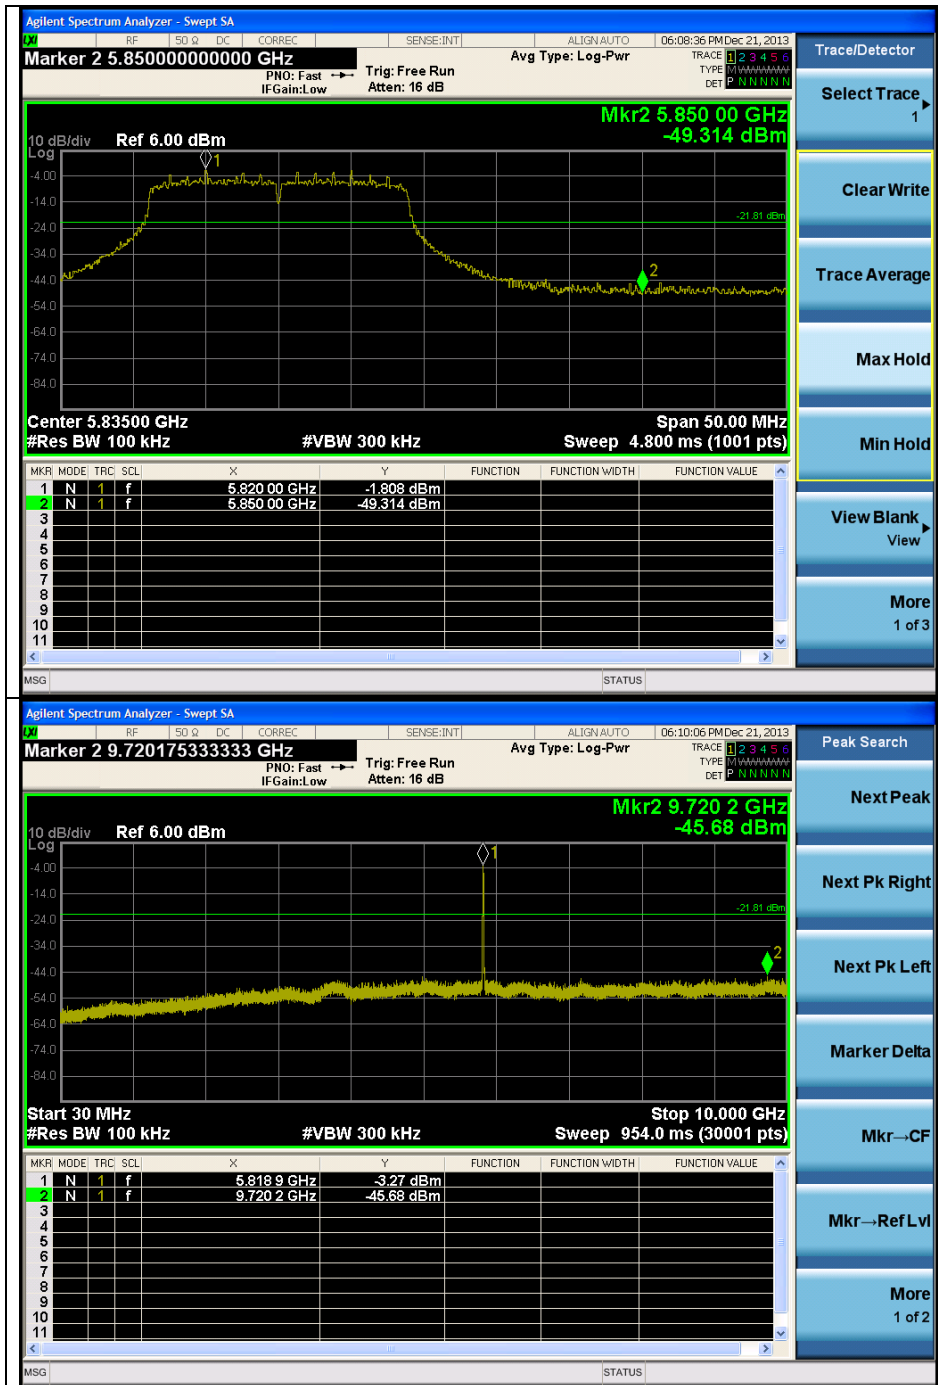 Agilent Spectrum Analyzer - Swept SA
LXI RF 50 Ω DC CORREC SENSE:INT ALIGN AUTO 06:08:36 PM Dec 21, 2013
Marker 2 5.850000000000 GHz
PNO: Fast
IFGain:Low
Trig: Free Run
Atten: 16 dB
Avg Type: Log-Pwr
TRACE 1 2 3 4 5 6
TYPE M W W W W W
DET P N N N N N
Mkr2 5.850 00 GHz
-49.314 dBm
10 dB/div Ref 6.00 dBm
Log
1
-4.00
-14.0
-21.81 dBm
-24.0
-34.0
2
-44.0
-54.0
-64.0
-74.0
-84.0
Center 5.83500 GHz Span 50.00 MHz
#Res BW 100 kHz #VBW 300 kHz Sweep 4.800 ms (1001 pts)
MKR MODE TRC SCL X Y FUNCTION FUNCTION WIDTH FUNCTION VALUE
1 N 1 f 5.820 00 GHz -1.808 dBm
2 N 1 f 5.850 00 GHz -49.314 dBm
3
4
5
6
7
8
9
10
11
MSG STATUS
Trace/Detector
Select Trace
1
Clear Write
Trace Average
Max Hold
Min Hold
View Blank
View
More
1 of 3
Agilent Spectrum Analyzer - Swept SA
LXI RF 50 Ω DC CORREC SENSE:INT ALIGN AUTO 06:10:06 PM Dec 21, 2013
Marker 2 9.720175333333 GHz
PNO: Fast
IFGain:Low
Trig: Free Run
Atten: 16 dB
Avg Type: Log-Pwr
TRACE 1 2 3 4 5 6
TYPE M W W W W W
DET P N N N N N
Mkr2 9.720 2 GHz
-45.68 dBm
10 dB/div Ref 6.00 dBm
Log
1
-4.00
-14.0
-21.81 dBm
-24.0
-34.0
2
-44.0
-54.0
-64.0
-74.0
-84.0
Start 30 MHz Stop 10.000 GHz
#Res BW 100 kHz #VBW 300 kHz Sweep 954.0 ms (30001 pts)
MKR MODE TRC SCL X Y FUNCTION FUNCTION WIDTH FUNCTION VALUE
1 N 1 f 5.818 9 GHz -3.27 dBm
2 N 1 f 9.720 2 GHz -45.68 dBm
3
4
5
6
7
8
9
10
11
MSG STATUS
Peak Search
Next Peak
Next Pk Right
Next Pk Left
Marker Delta
Mkr→CF
Mkr→Ref Lvl
More
1 of 2